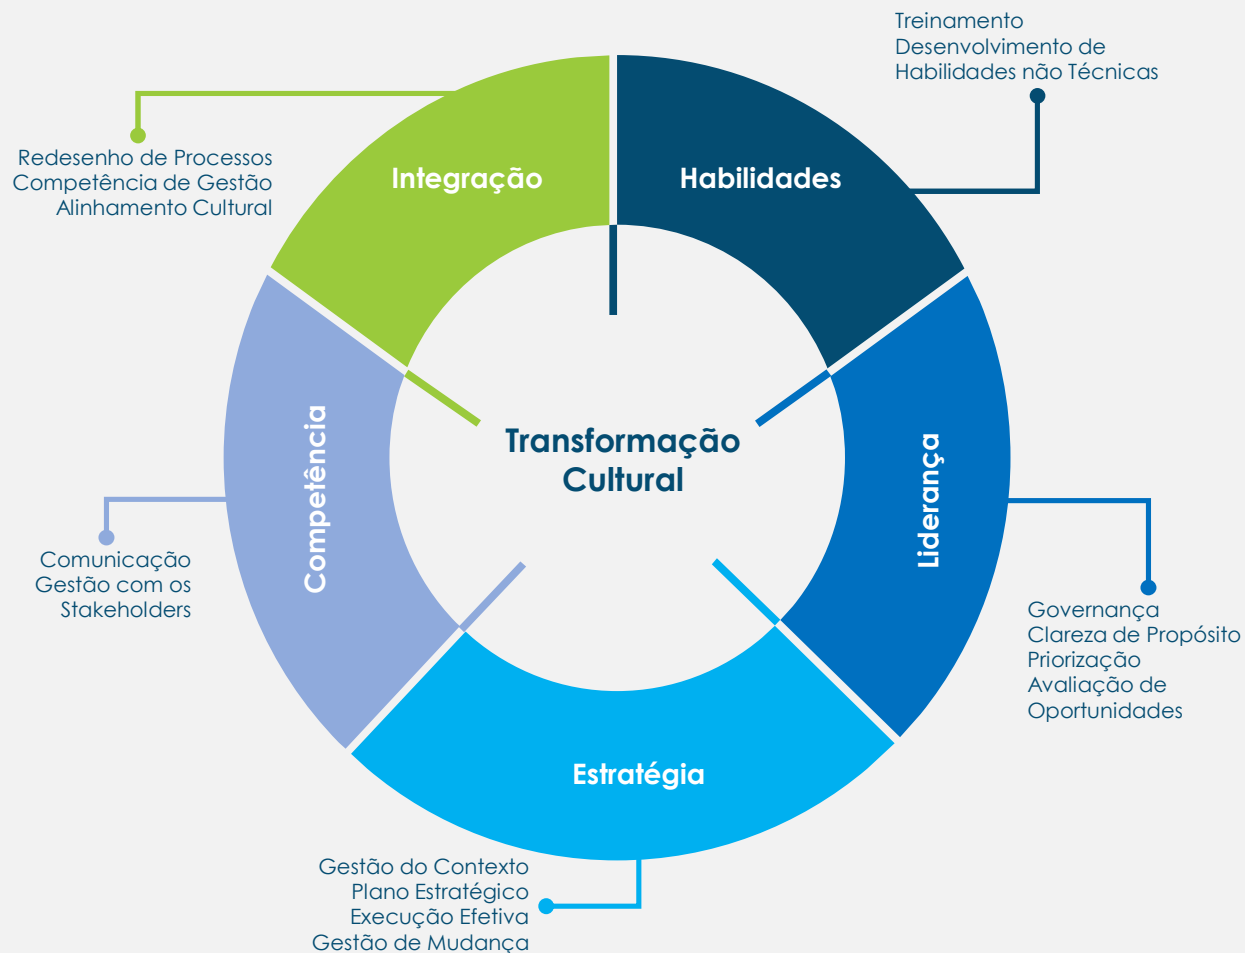 Treinamento
Desenvolvimento de
Habilidades não Técnicas
Redesenho de Processos
Competência de Gestão
Alinhamento Cultural
Integração
Habilidades
Transformação
Cultural
Competência
Liderança
Comunicação
Gestão com os
Stakeholders
Governança
Clareza de Propósito
Priorização
Avaliação de
Oportunidades
Estratégia
Gestão do Contexto
Plano Estratégico
Execução Efetiva
Gestão de Mudança